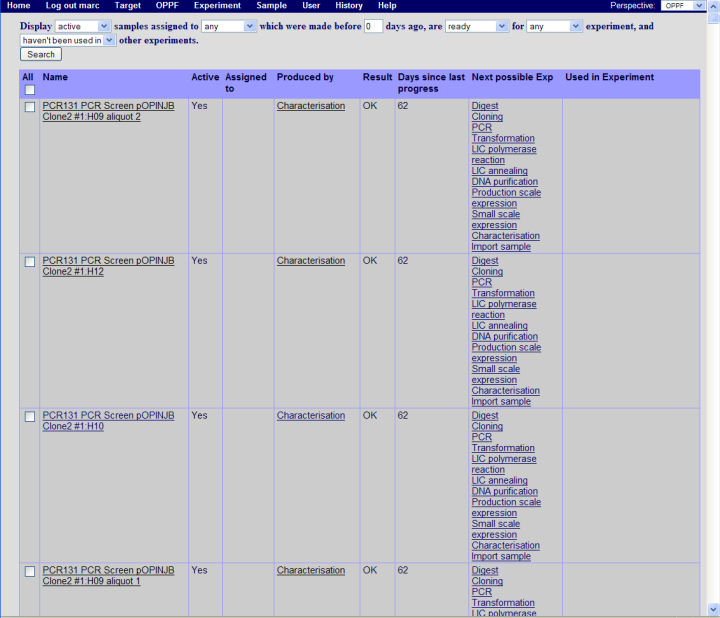 Home Log out marc Target OPPF Experiment Sample User History Help Perspective: OPPF
Display active samples assigned to any which were made before 0 days ago, are ready for any experiment, and
haven't been used in other experiments.
Search
All Name Active Assigned to Produced by Result Days since last progress Next possible Exp Used in Experiment
PCR131 PCR Screen pOPINJB Yes Characterisation OK 62 Digest
Clone2 #1:H09 aliquot 2 Cloning
PCR
Transformation
LIC polymerase
reaction
LIC annealing
DNA purification
Production scale
expression
Small scale
expression
Characterisation
Import sample
PCR131 PCR Screen pOPINJB Yes Characterisation OK 62 Digest
Clone2 #1:H12 Cloning
PCR
Transformation
LIC polymerase
reaction
LIC annealing
DNA purification
Production scale
expression
Small scale
expression
Characterisation
Import sample
PCR131 PCR Screen pOPINJB Yes Characterisation OK 62 Digest
Clone2 #1:H10 Cloning
PCR
Transformation
LIC polymerase
reaction
LIC annealing
DNA purification
Production scale
expression
Small scale
expression
Characterisation
Import sample
PCR131 PCR Screen pOPINJB Yes Characterisation OK 62 Digest
Clone2 #1:H09 aliquot 1 Cloning
PCR
Transformation
LIC polymerase